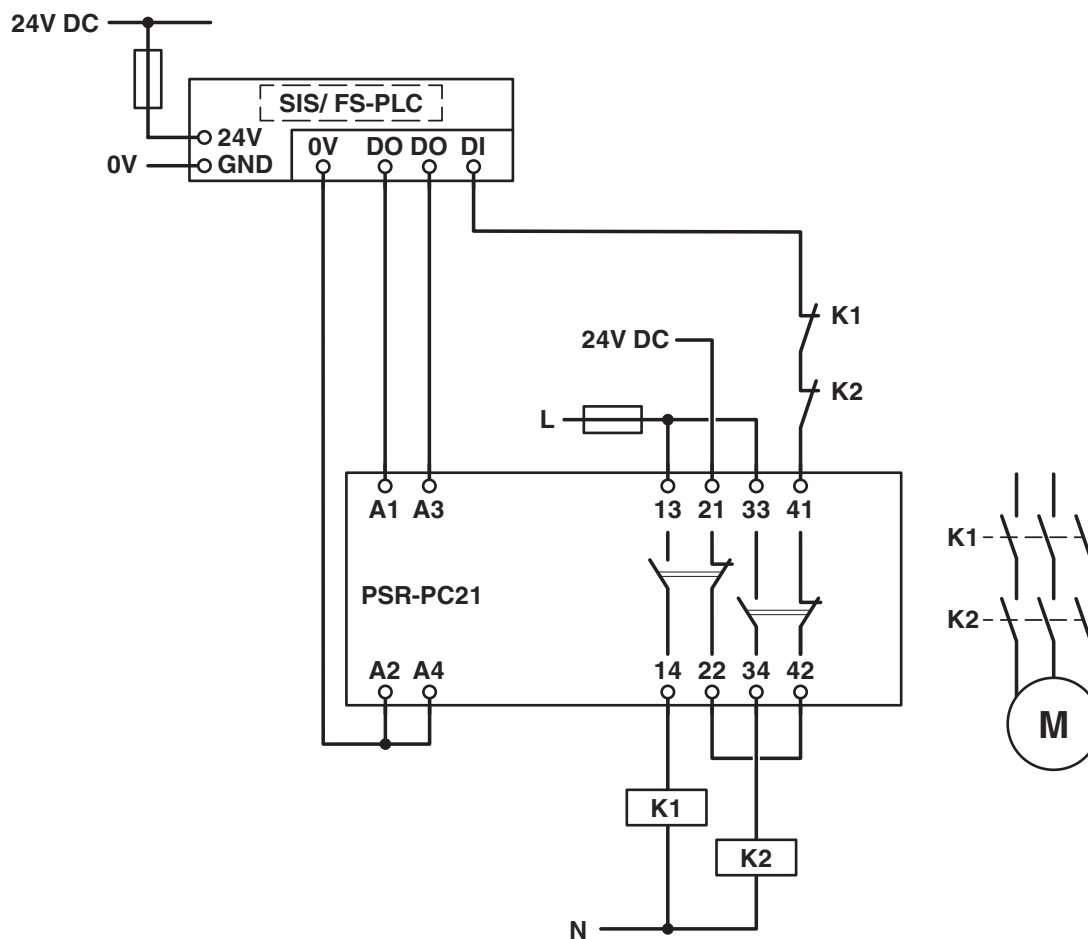 24V DC
SIS/ FS-PLC
24V
0V DO DO DI
0V
GND
K1
24V DC
K2
L
A1 A3
13 21 33 41
K1
PSR-PC21
K2
A2 A4
14 22 34 42
M
K1
K2
N